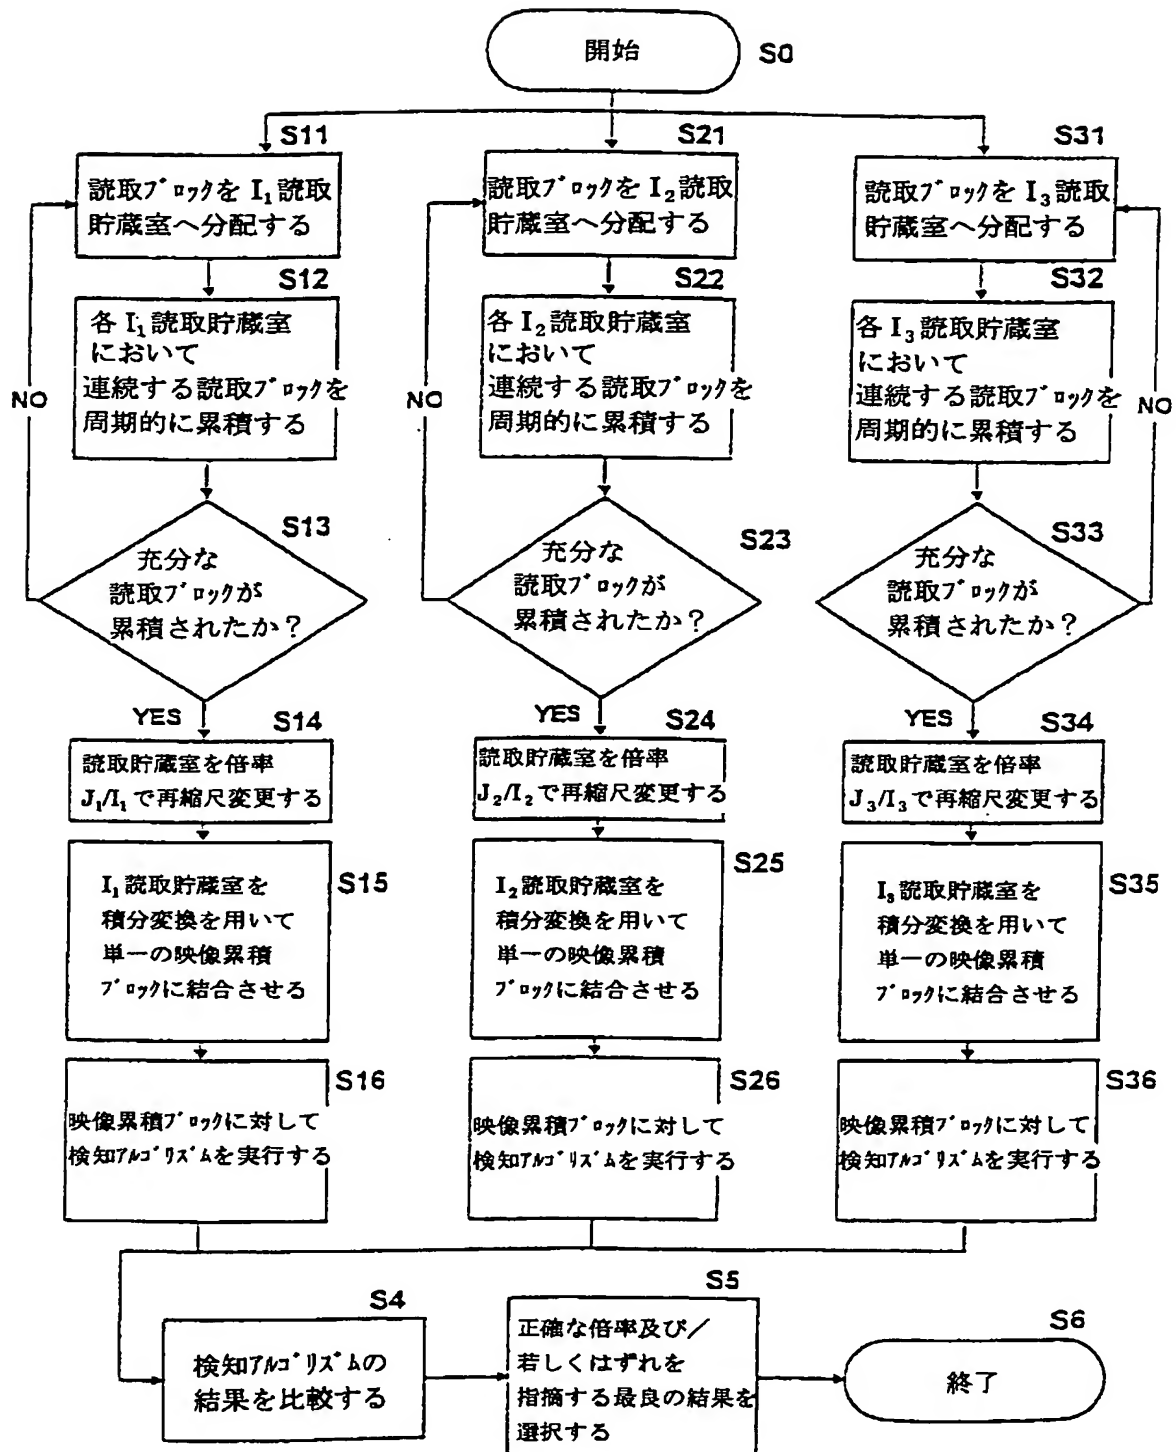 開始
S0
S11
読取ブロックを I₁ 読取
貯蔵室へ分配する
S12
各 I₁ 読取貯蔵室
において
連続する読取ブロックを
周期的に累積する
NO
S13
充分な
読取ブロックが
累積されたか?
YES
S14
読取貯蔵室を倍率
J₁/I₁ で再縮尺変更する
S15
I₁ 読取貯蔵室を
積分変換を用いて
単一の映像累積
ブロックに結合させる
S16
映像累積ブロックに対して
検知アルゴリズムを実行する
S21
読取ブロックを I₂ 読取
貯蔵室へ分配する
S22
各 I₂ 読取貯蔵室
において
連続する読取ブロックを
周期的に累積する
NO
S23
充分な
読取ブロックが
累積されたか?
YES
S24
読取貯蔵室を倍率
J₂/I₂ で再縮尺変更する
S25
I₂ 読取貯蔵室を
積分変換を用いて
単一の映像累積
ブロックに結合させる
S26
映像累積ブロックに対して
検知アルゴリズムを実行する
S31
読取ブロックを I₃ 読取
貯蔵室へ分配する
S32
各 I₃ 読取貯蔵室
において
連続する読取ブロックを
周期的に累積する
NO
S33
充分な
読取ブロックが
累積されたか?
YES
S34
読取貯蔵室を倍率
J₃/I₃ で再縮尺変更する
S35
I₃ 読取貯蔵室を
積分変換を用いて
単一の映像累積
ブロックに結合させる
S36
映像累積ブロックに対して
検知アルゴリズムを実行する
S4
検知アルゴリズムの
結果を比較する
S5
正確な倍率及び/
若しくはずれを
指摘する最良の結果を
選択する
S6
終了